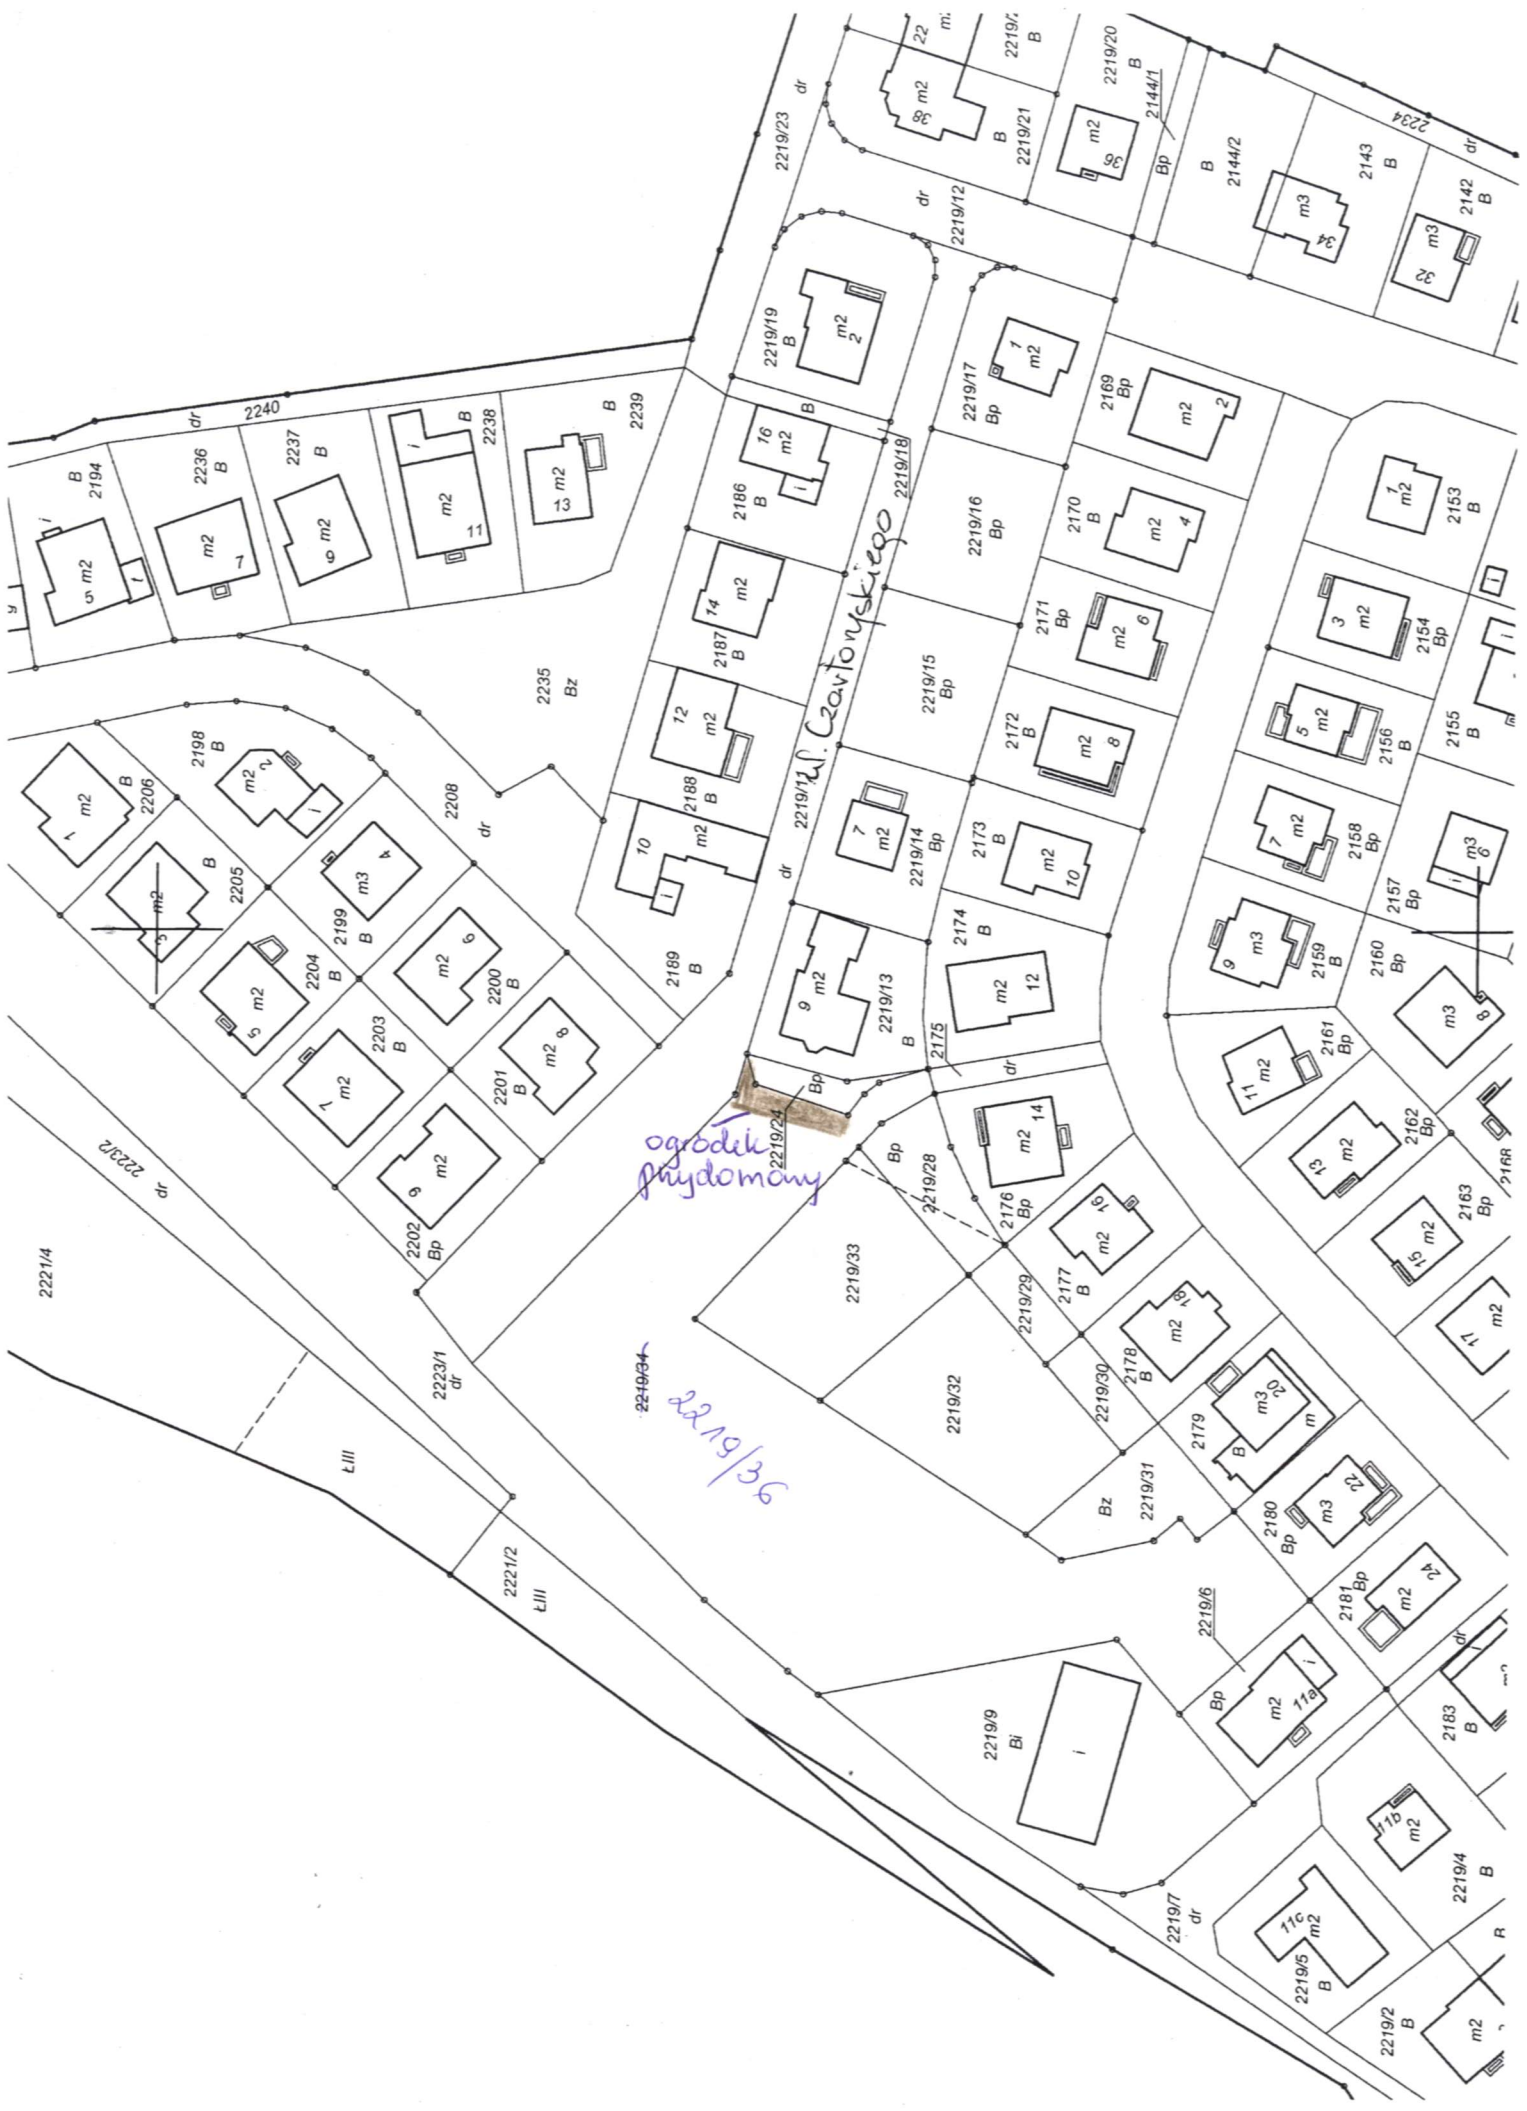 22
m2
38
B
2219/21
2219/2
B
2219/20
B
m2
36
2144/1
Bp
B
2144/2
m3
34
2143
B
2234
dr
2142
B
m3
32
dr
2219/23
dr
2219/12
2219/19
B
m2
2
2219/17
Bp
1
m2
2169
Bp
m2
2
dr
2240
B
2194
i
m2
5
t
2236
B
m2
7
2237
B
m2
9
i
B
2238
m2
11
B
2239
m2
13
16
m2
i
2186
B
B
2219/18
2219/16
Bp
2170
B
m2
4
1
m2
2153
B
14
m2
2187
B
ul. Czartoryskiego
2219/15
Bp
2171
Bp
m2
6
3
m2
2154
Bp
i
i
2155
B
2235
Bz
12
m2
2188
B
2172
B
m2
8
5
m2
2156
B
2198
B
m2
2
i
B
2206
m2
1
2208
dr
10
m2
i
2219/11
dr
7
m2
2219/14
Bp
2173
B
m2
10
7
m2
2158
Bp
m3
6
i
2157
Bp
B
2205
m2
3
m3
4
2199
B
2204
B
m2
5
m2
6
2200
B
2189
B
9
m2
2219/13
B
2174
B
m2
12
9
m3
2159
B
2160
Bp
m3
8
2203
B
m2
7
2201
B
m2
8
2175
dr
Bp
2219/24
11
m2
2161
Bp
ogródek
przydomowy
Bp
2219/28
m2
14
2176
Bp
13
m2
2162
Bp
2168
m2
9
2202
Bp
2223/2
dr
2221/4
2219/33
16
m2
2177
B
15
m2
2163
Bp
2219/29
18
m2
2178
B
17
m2
2223/1
dr
2219/34
2219/36
2219/32
2219/30
2179
B
m3
20
m
ŁIII
Bz
2219/31
2180
Bp
m3
22
2221/2
ŁIII
2219/6
2181
Bp
m2
24
dr
Bp
m2
11a
i
2219/9
Bi
i
2183
B
11b
m2
2219/4
B
2219/7
dr
11c
m2
2219/5
B
2219/2
B
m2